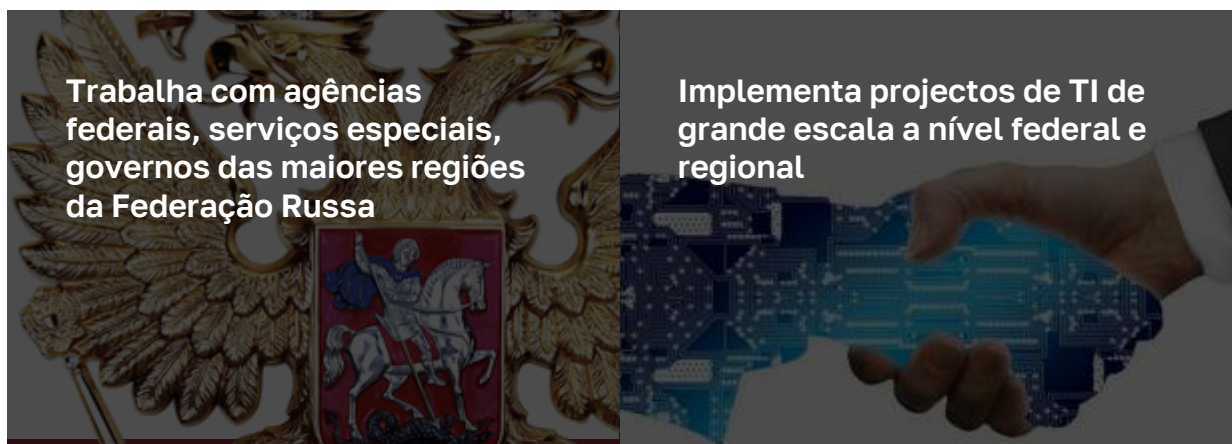 Trabalha com agências
federais, serviços especiais,
governos das maiores regiões
da Federação Russa
Implementa projectos de TI de
grande escala a nível federal e
regional